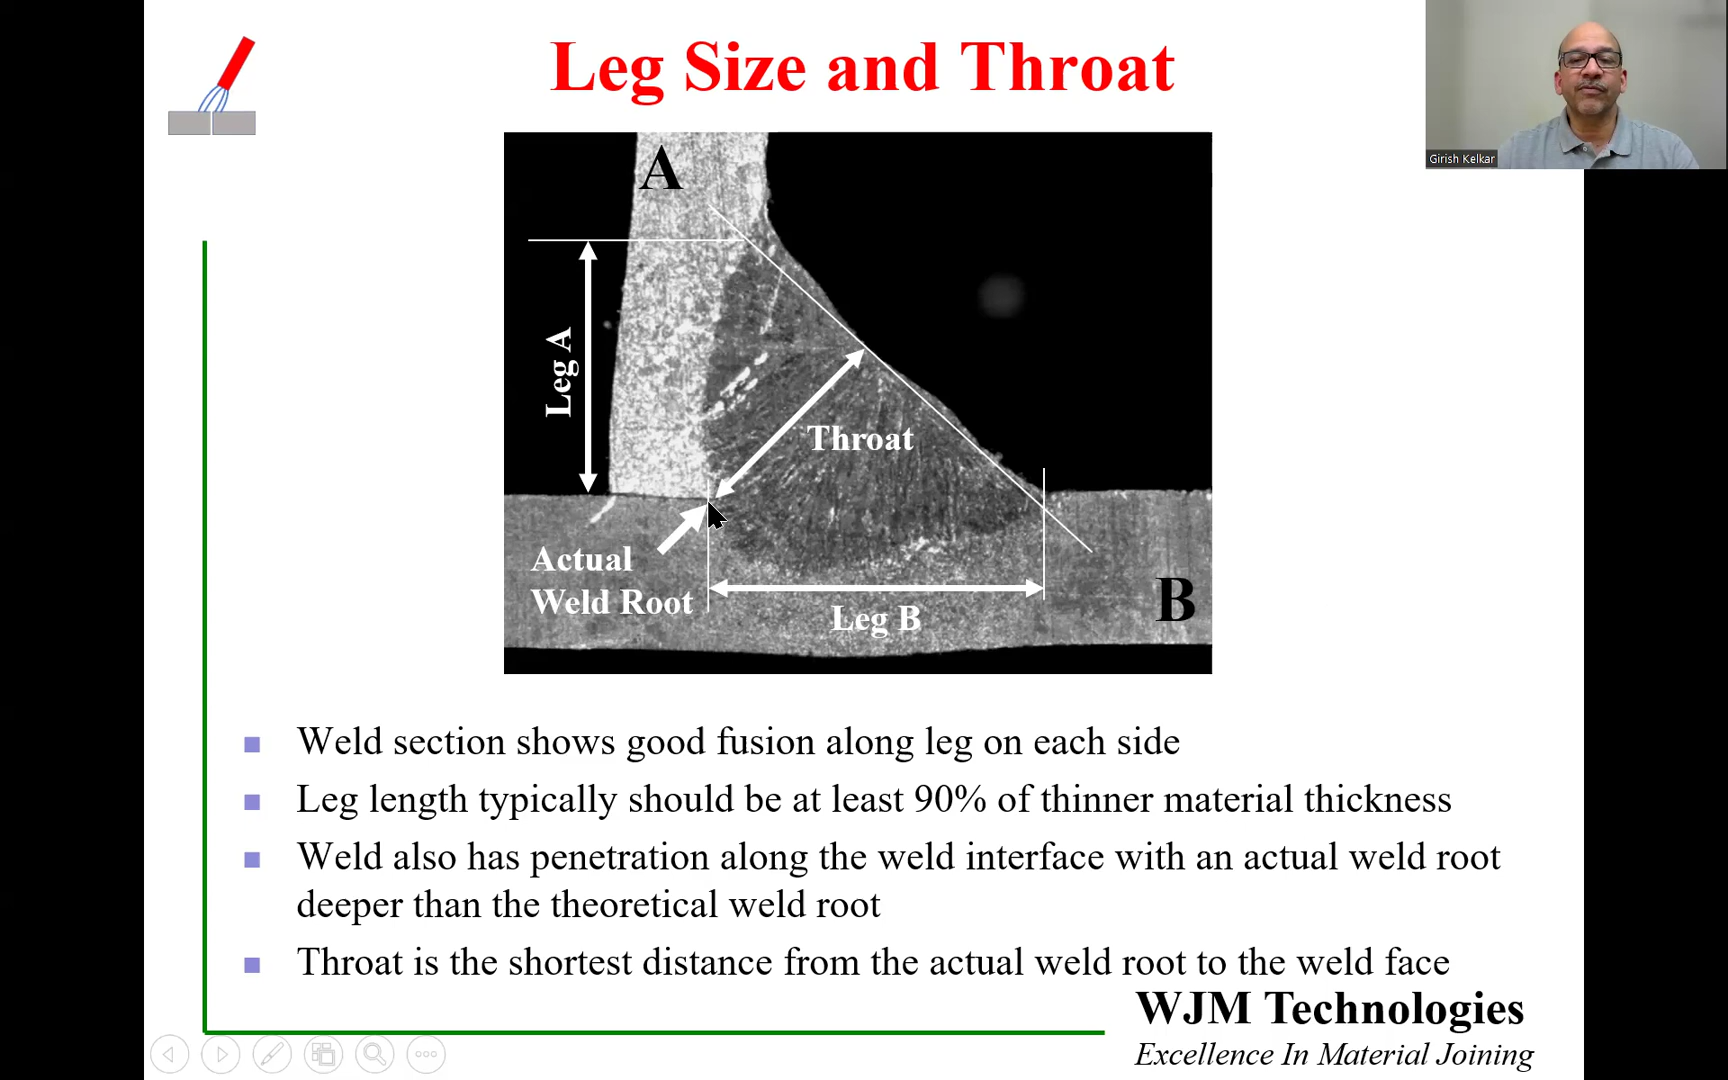 Leg Size and Throat
Girish Kelkar
A
Leg A
Throat
Actual
Weld Root
Leg B
B
Weld section shows good fusion along leg on each side
Leg length typically should be at least 90% of thinner material thickness
Weld also has penetration along the weld interface with an actual weld root
deeper than the theoretical weld root
Throat is the shortest distance from the actual weld root to the weld face
WJM Technologies
Excellence In Material Joining